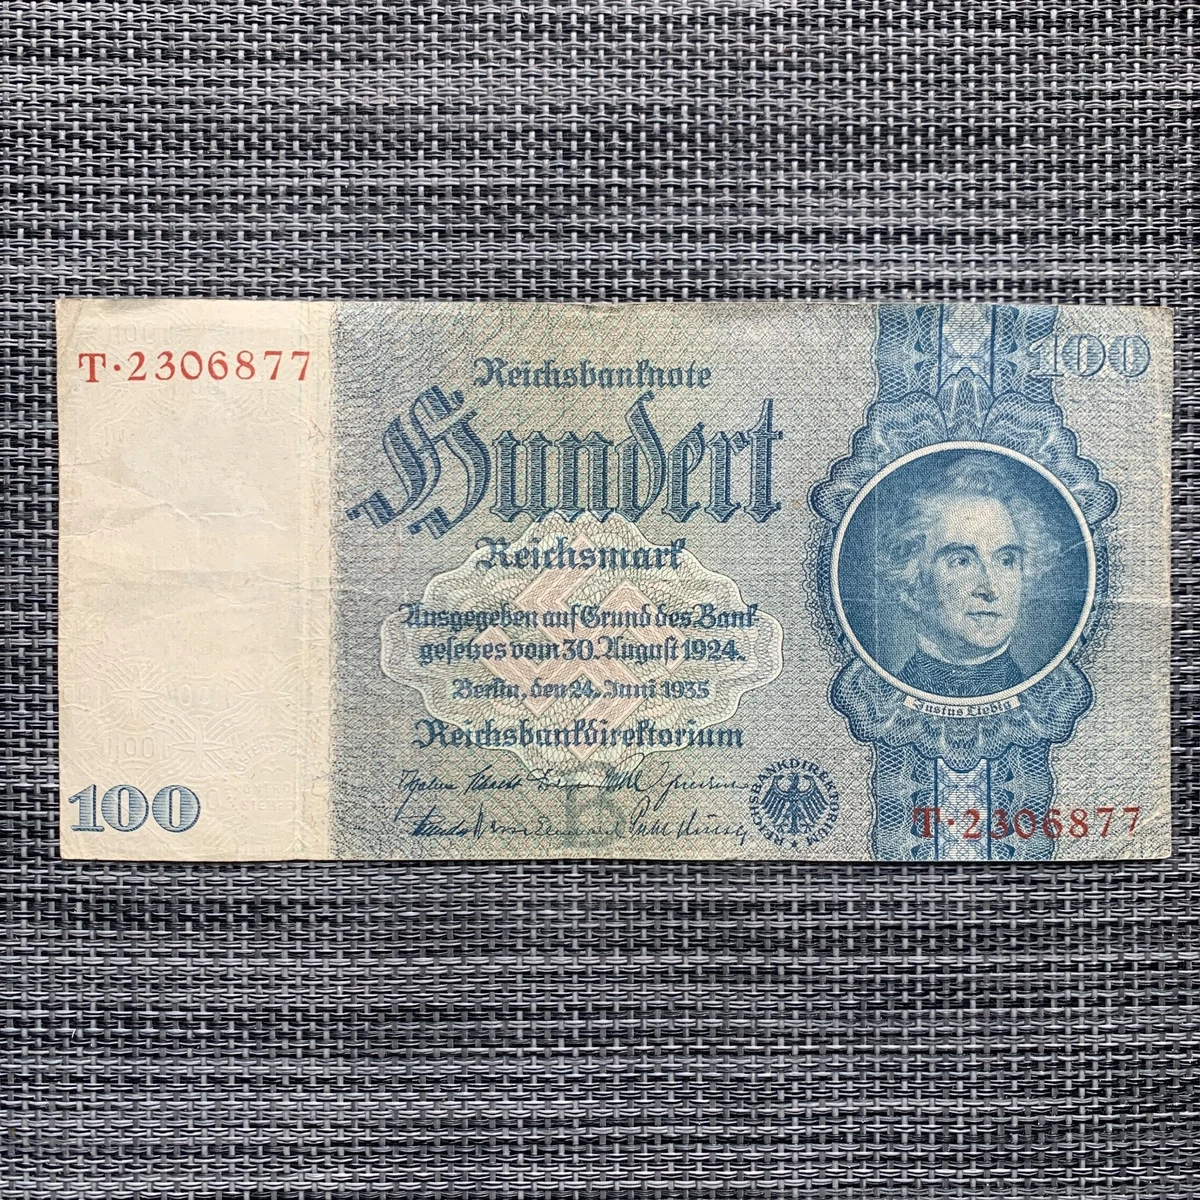 T·2306877
100
Reichsbanknote
Hundert
Reichsmark
Ausgegeben auf Grund des Bank
gesetzes vom 30. August 1924.
Berlin, den 24. Juni 1935
Reichsbankdirektorium
REICHSBANKDIREKTORIUM
Justus Liebig
T·2306877
100